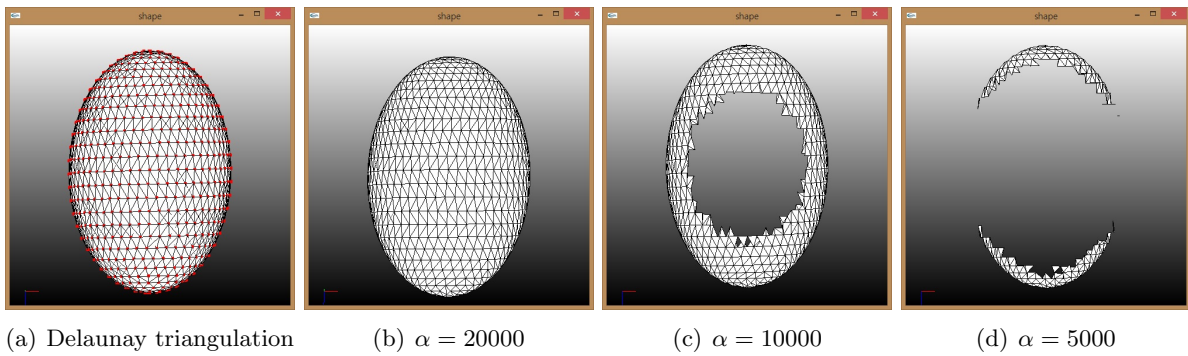 shape
shape
shape
shape
(a) Delaunay triangulation
(b) α = 20000
(c) α = 10000
(d) α = 5000